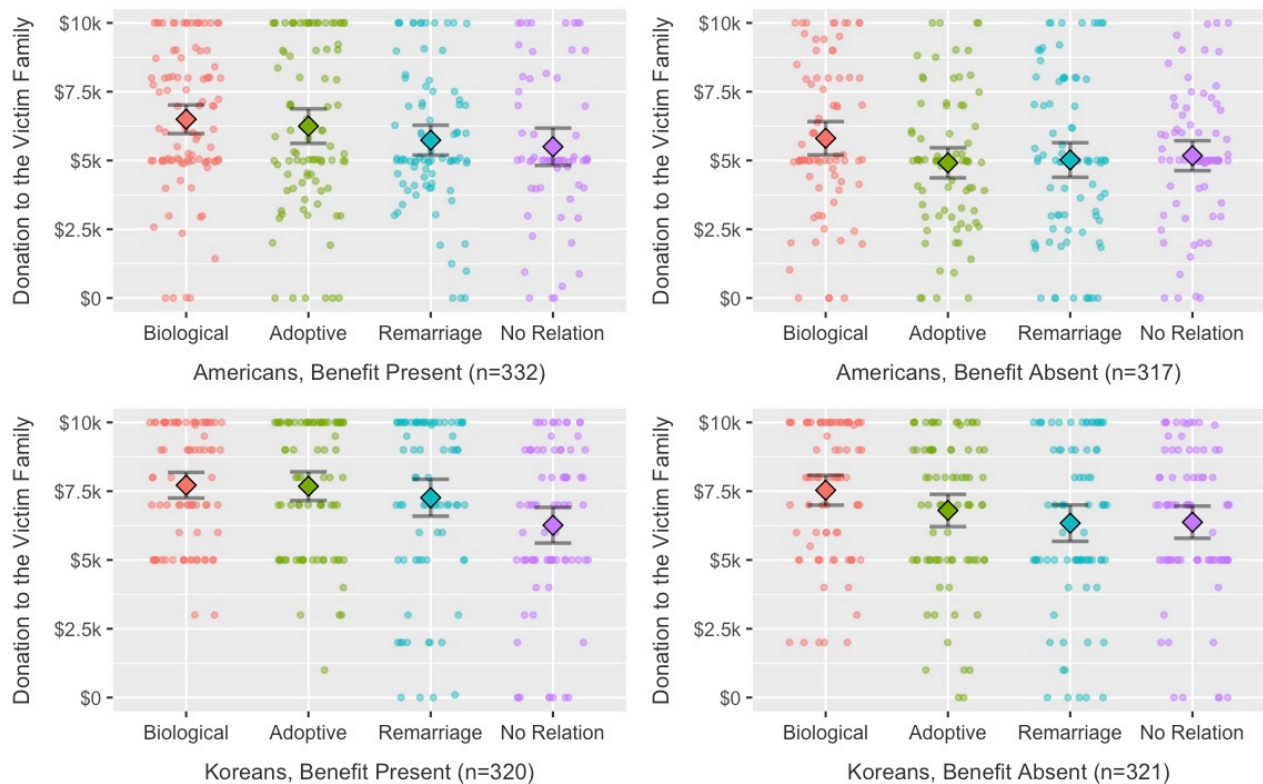 Donation to the Victim Family
$10k
$7.5k
$5k
$2.5k
$0
Biological Adoptive Remarriage No Relation
Americans, Benefit Present (n=332)
Donation to the Victim Family
$10k
$7.5k
$5k
$2.5k
$0
Biological Adoptive Remarriage No Relation
Americans, Benefit Absent (n=317)
Donation to the Victim Family
$10k
$7.5k
$5k
$2.5k
$0
Biological Adoptive Remarriage No Relation
Koreans, Benefit Present (n=320)
Donation to the Victim Family
$10k
$7.5k
$5k
$2.5k
$0
Biological Adoptive Remarriage No Relation
Koreans, Benefit Absent (n=321)